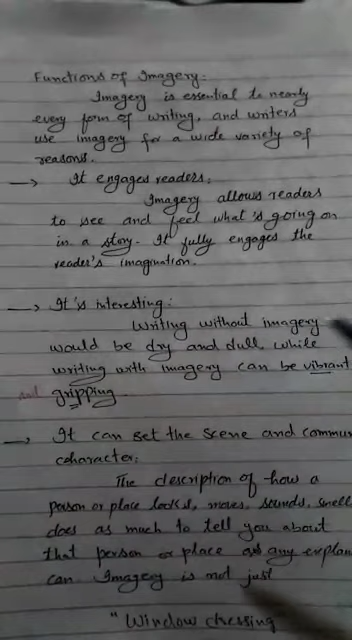 Functions of Imagery:
Imagery is essential to nearly
every form of writing, and writers
use imagery for a wide variety of
reasons.
→ It engages readers:
Imagery allows readers
to see and feel what's going on
in a story. It fully engages the
reader's imagination.
→ It's interesting:
Writing without imagery
would be dry and dull, while
writing with imagery can be vibrant
and gripping.
→ It can set the scene and commun
character:
The description of how a
person or place looks, moves, sounds, smell
does as much to tell you about
that person or place as any explan
can Imagery is not just
"Window dressing